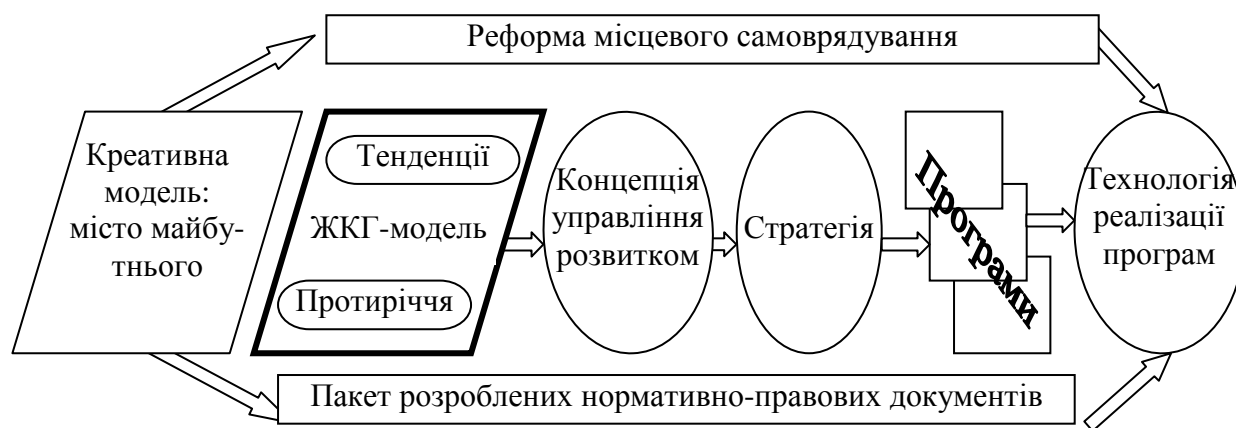 Реформа місцевого самоврядування
Креативна
модель:
місто майбу-
тнього
Тенденції
ЖКГ-модель
Протиріччя
Концепція
управління
розвитком
Стратегія
Програми
Технологія
реалізації
програм
Пакет розроблених нормативно-правових документів